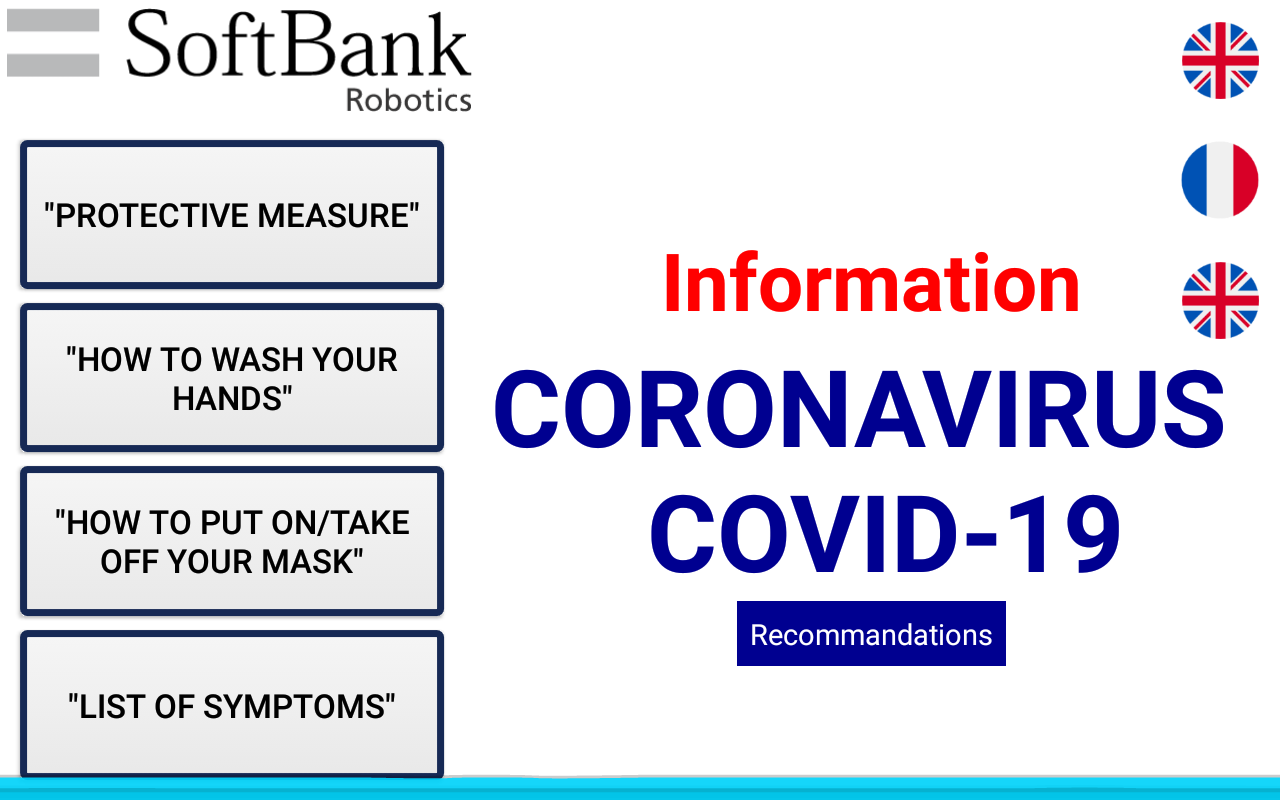 SoftBank
Robotics
"PROTECTIVE MEASURE"
"HOW TO WASH YOUR
HANDS"
"HOW TO PUT ON/TAKE
OFF YOUR MASK"
"LIST OF SYMPTOMS"
Information
CORONAVIRUS
COVID-19
Recommandations